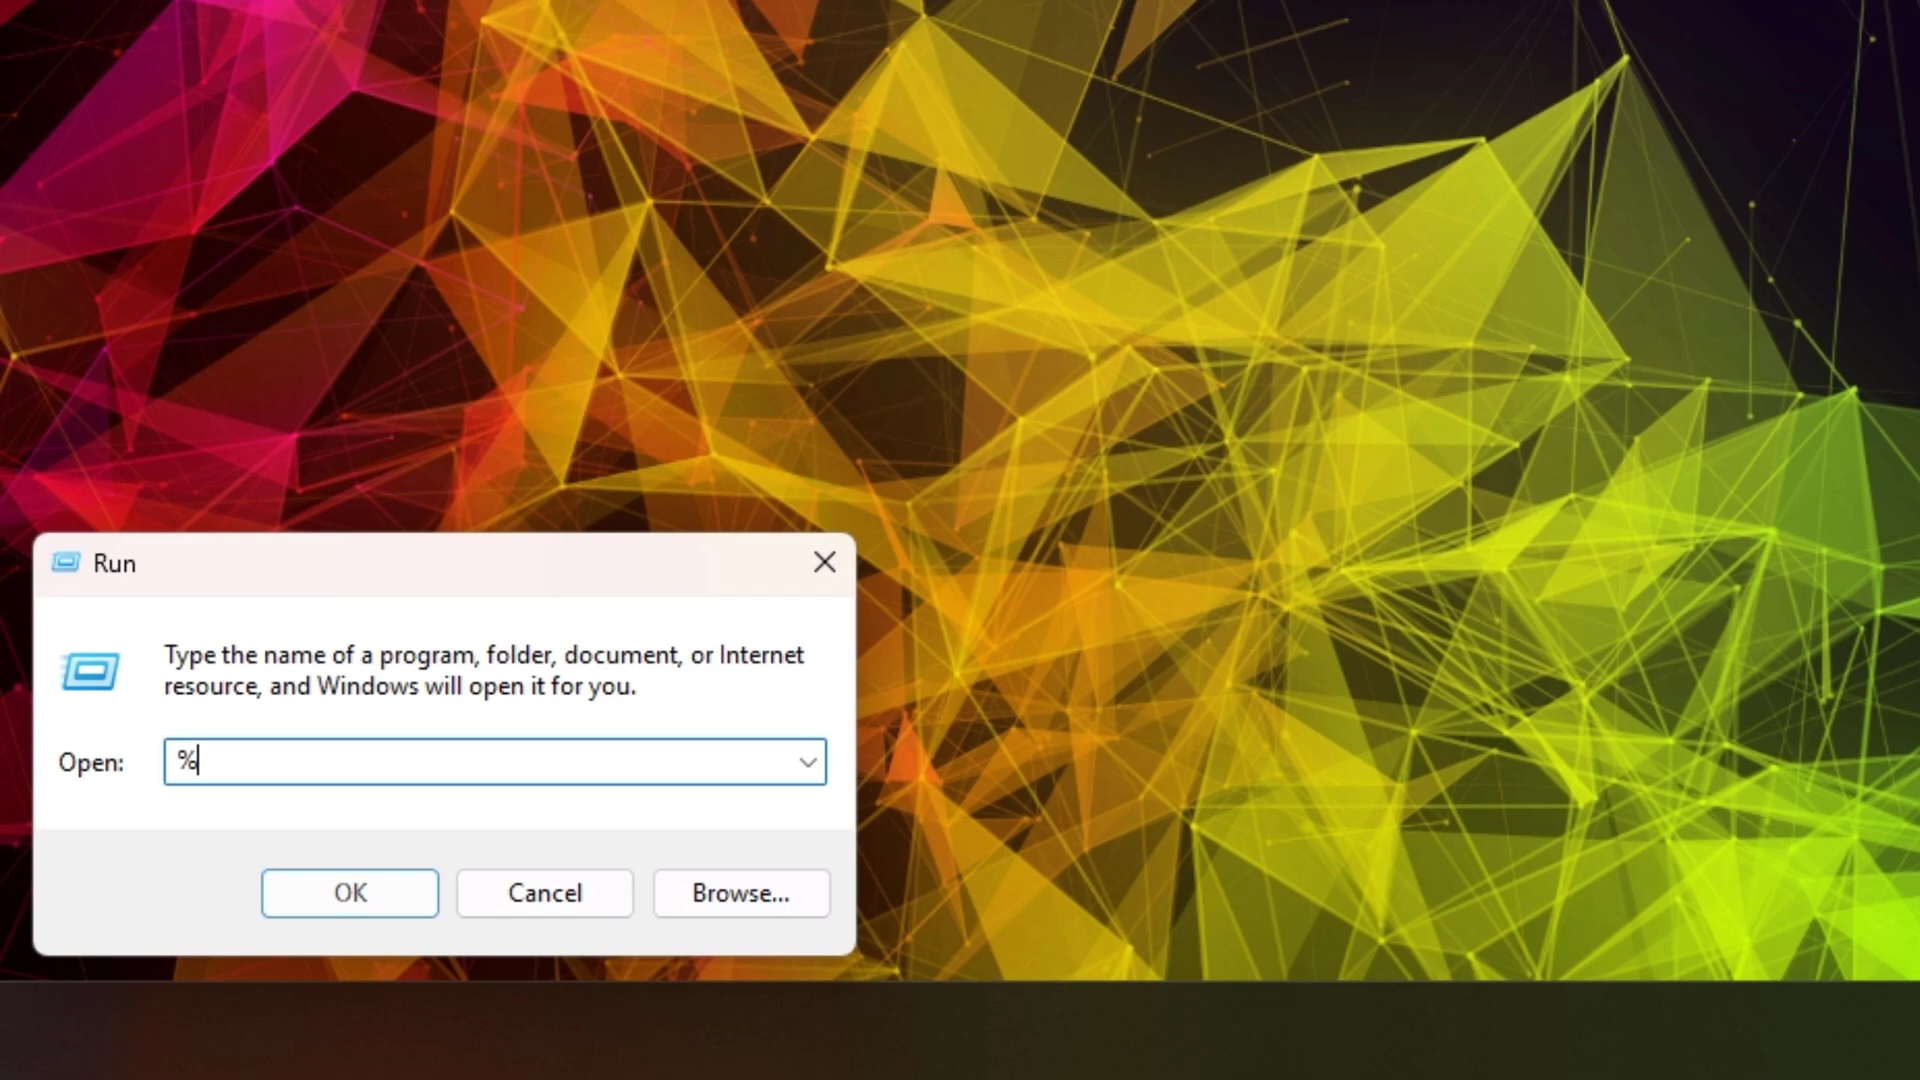 Run
Type the name of a program, folder, document, or Internet
resource, and Windows will open it for you.
Open: %
OK Cancel Browse...